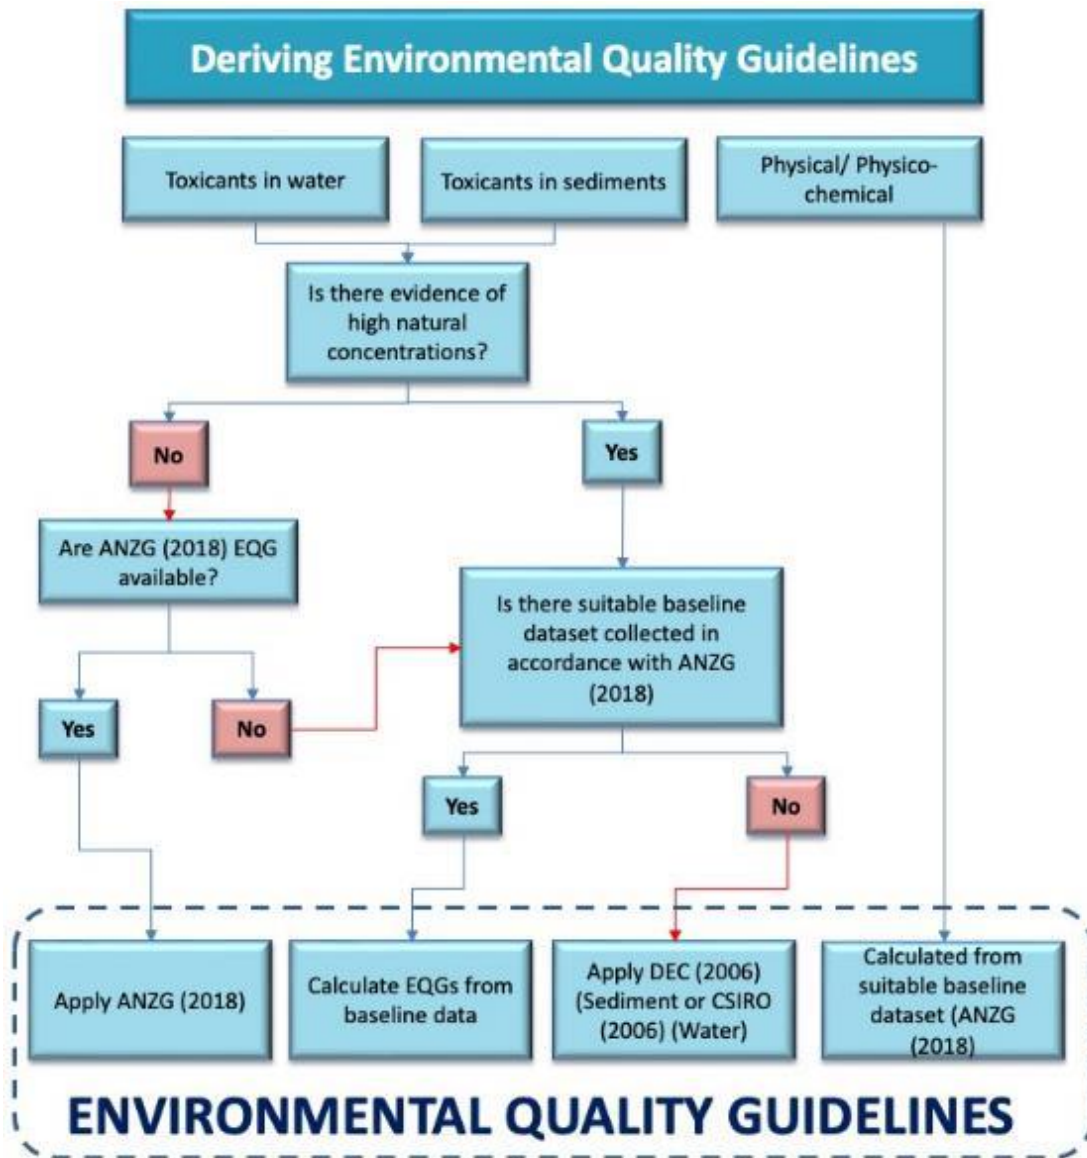 Deriving Environmental Quality Guidelines
Toxicants in water
Toxicants in sediments
Physical/ Physico-
chemical
Is there evidence of
high natural
concentrations?
No
Yes
Are ANZG (2018) EQG
available?
Is there suitable baseline
dataset collected in
accordance with ANZG
(2018)
Yes
No
Yes
No
Apply ANZG (2018)
Calculate EQGs from
baseline data
Apply DEC (2006)
(Sediment or CSIRO
(2006) (Water)
Calculated from
suitable baseline
dataset (ANZG
(2018)
ENVIRONMENTAL QUALITY GUIDELINES